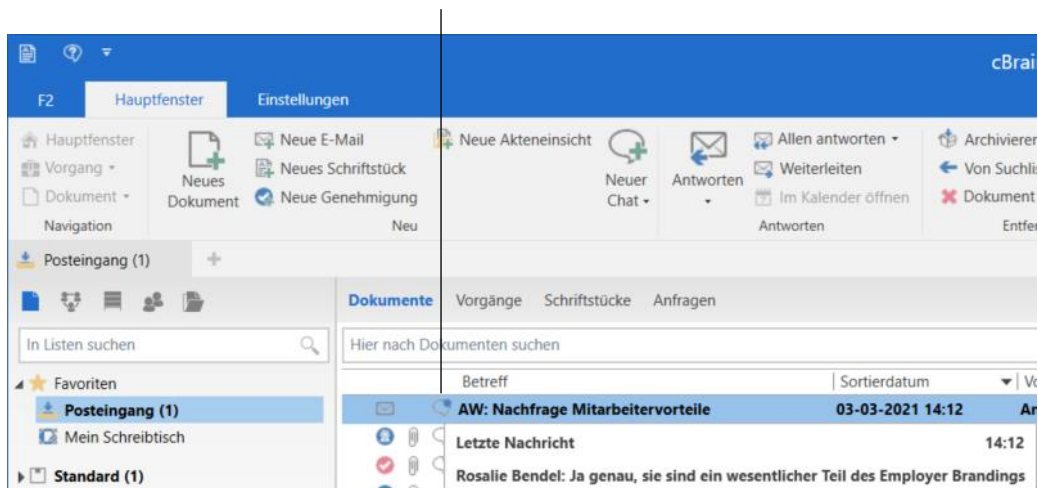 cBrai
F2 Hauptfenster Einstellungen
Hauptfenster
Vorgang
Dokument
Navigation
Neues Dokument
Neue E-Mail
Neues Schriftstück
Neue Genehmigung
Neue Akteneinsicht
Neuer Chat
Neu
Antworten
Allen antworten
Weiterleiten
Im Kalender öffnen
Antworten
Archivieren
Von Suchlis
Dokument
Entfer
Posteingang (1)
Dokumente Vorgänge Schriftstücke Anfragen
In Listen suchen
Hier nach Dokumenten suchen
Favoriten
Posteingang (1)
Mein Schreibtisch
Standard (1)
Betreff Sortierdatum Vo
AW: Nachfrage Mitarbeitervorteile 03-03-2021 14:12 An
Letzte Nachricht 14:12
Rosalie Bendel: Ja genau, sie sind ein wesentlicher Teil des Employer Brandings